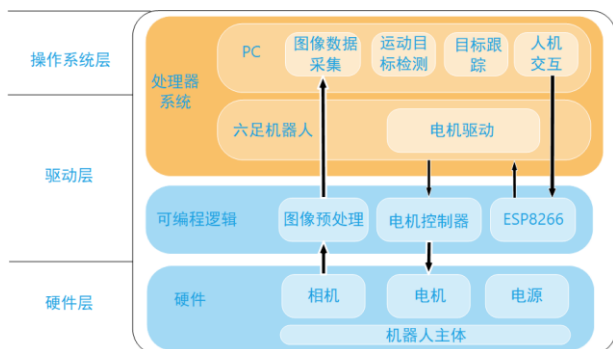 操作系统层
驱动层
硬件层
处理器
系统
PC
图像数据
采集
运动目
标检测
目标跟
踪
人机
交互
六足机器人
电机驱动
可编程逻辑
图像预处理
电机控制器
ESP8266
硬件
相机
电机
电源
机器人主体